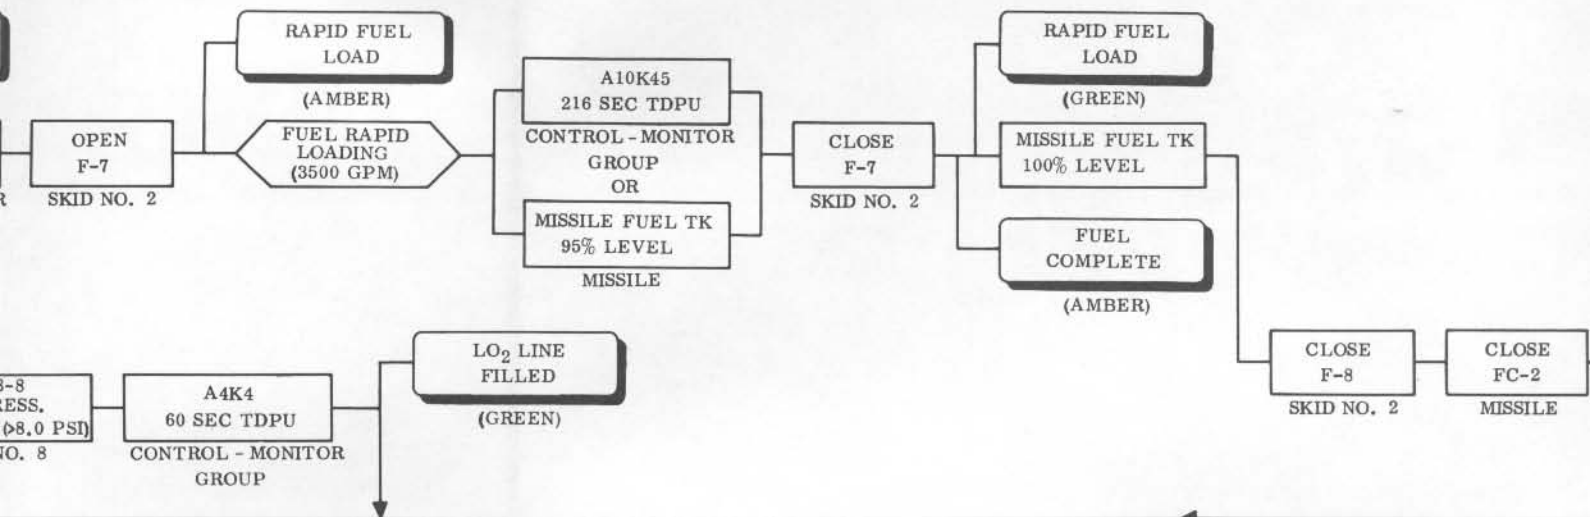 RAPID FUEL
LOAD
(AMBER)
OPEN
F-7
SKID NO. 2
FUEL RAPID
LOADING
(3500 GPM)
A10K45
216 SEC TDPU
CONTROL - MONITOR
GROUP
OR
MISSILE FUEL TK
95% LEVEL
MISSILE
CLOSE
F-7
SKID NO. 2
RAPID FUEL
LOAD
(GREEN)
MISSILE FUEL TK
100% LEVEL
FUEL
COMPLETE
(AMBER)
(>8.0 PSI)
NO. 8
A4K4
60 SEC TDPU
CONTROL - MONITOR
GROUP
LO₂ LINE
FILLED
(GREEN)
CLOSE
F-8
SKID NO. 2
CLOSE
FC-2
MISSILE